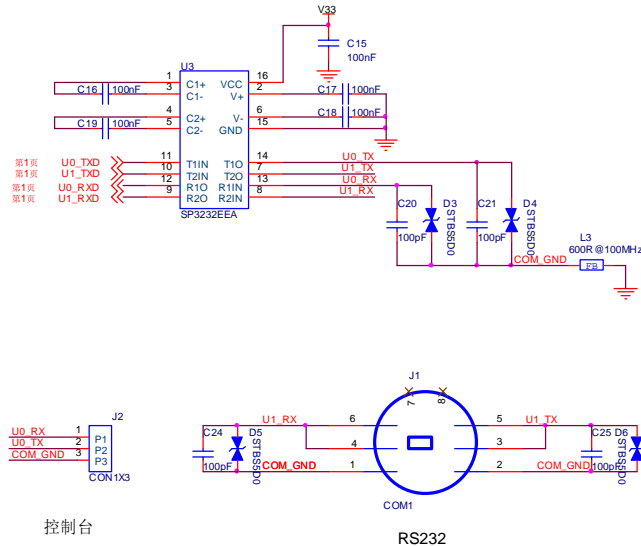 V33
C15
100nF
U3
1 C1+ VCC 16
3 C1- V+ 2
C16 100nF
C17 100nF
4 C2+ V- 6
5 C2- GND 15
C19 100nF
C18 100nF
第1页 U0_TXD 11 T1IN T1O 14 U0_TX
第1页 U1_TXD 10 T2IN T2O 7 U1_TX
第1页 U0_RXD 12 R1O R1IN 13 U0_RX
第1页 U1_RXD 9 R2O R2IN 8 U1_RX
SP3232EEA
C20
100pF
D3
STBS5D0
C21
100pF
D4
STBS5D0
L3
600R@100MHz
COM_GND
FB
J1
7 8
J2
U0_RX 1 P1
U0_TX 2 P2
COM_GND 3 P3
CON1X3
U1_RX 6 5 U1_TX
C24
100pF
D5
STBS5D0
4 3
C25
100pF
D6
STBS5D0
COM_GND 1 2 COM_GND
COM1
控制台
RS232